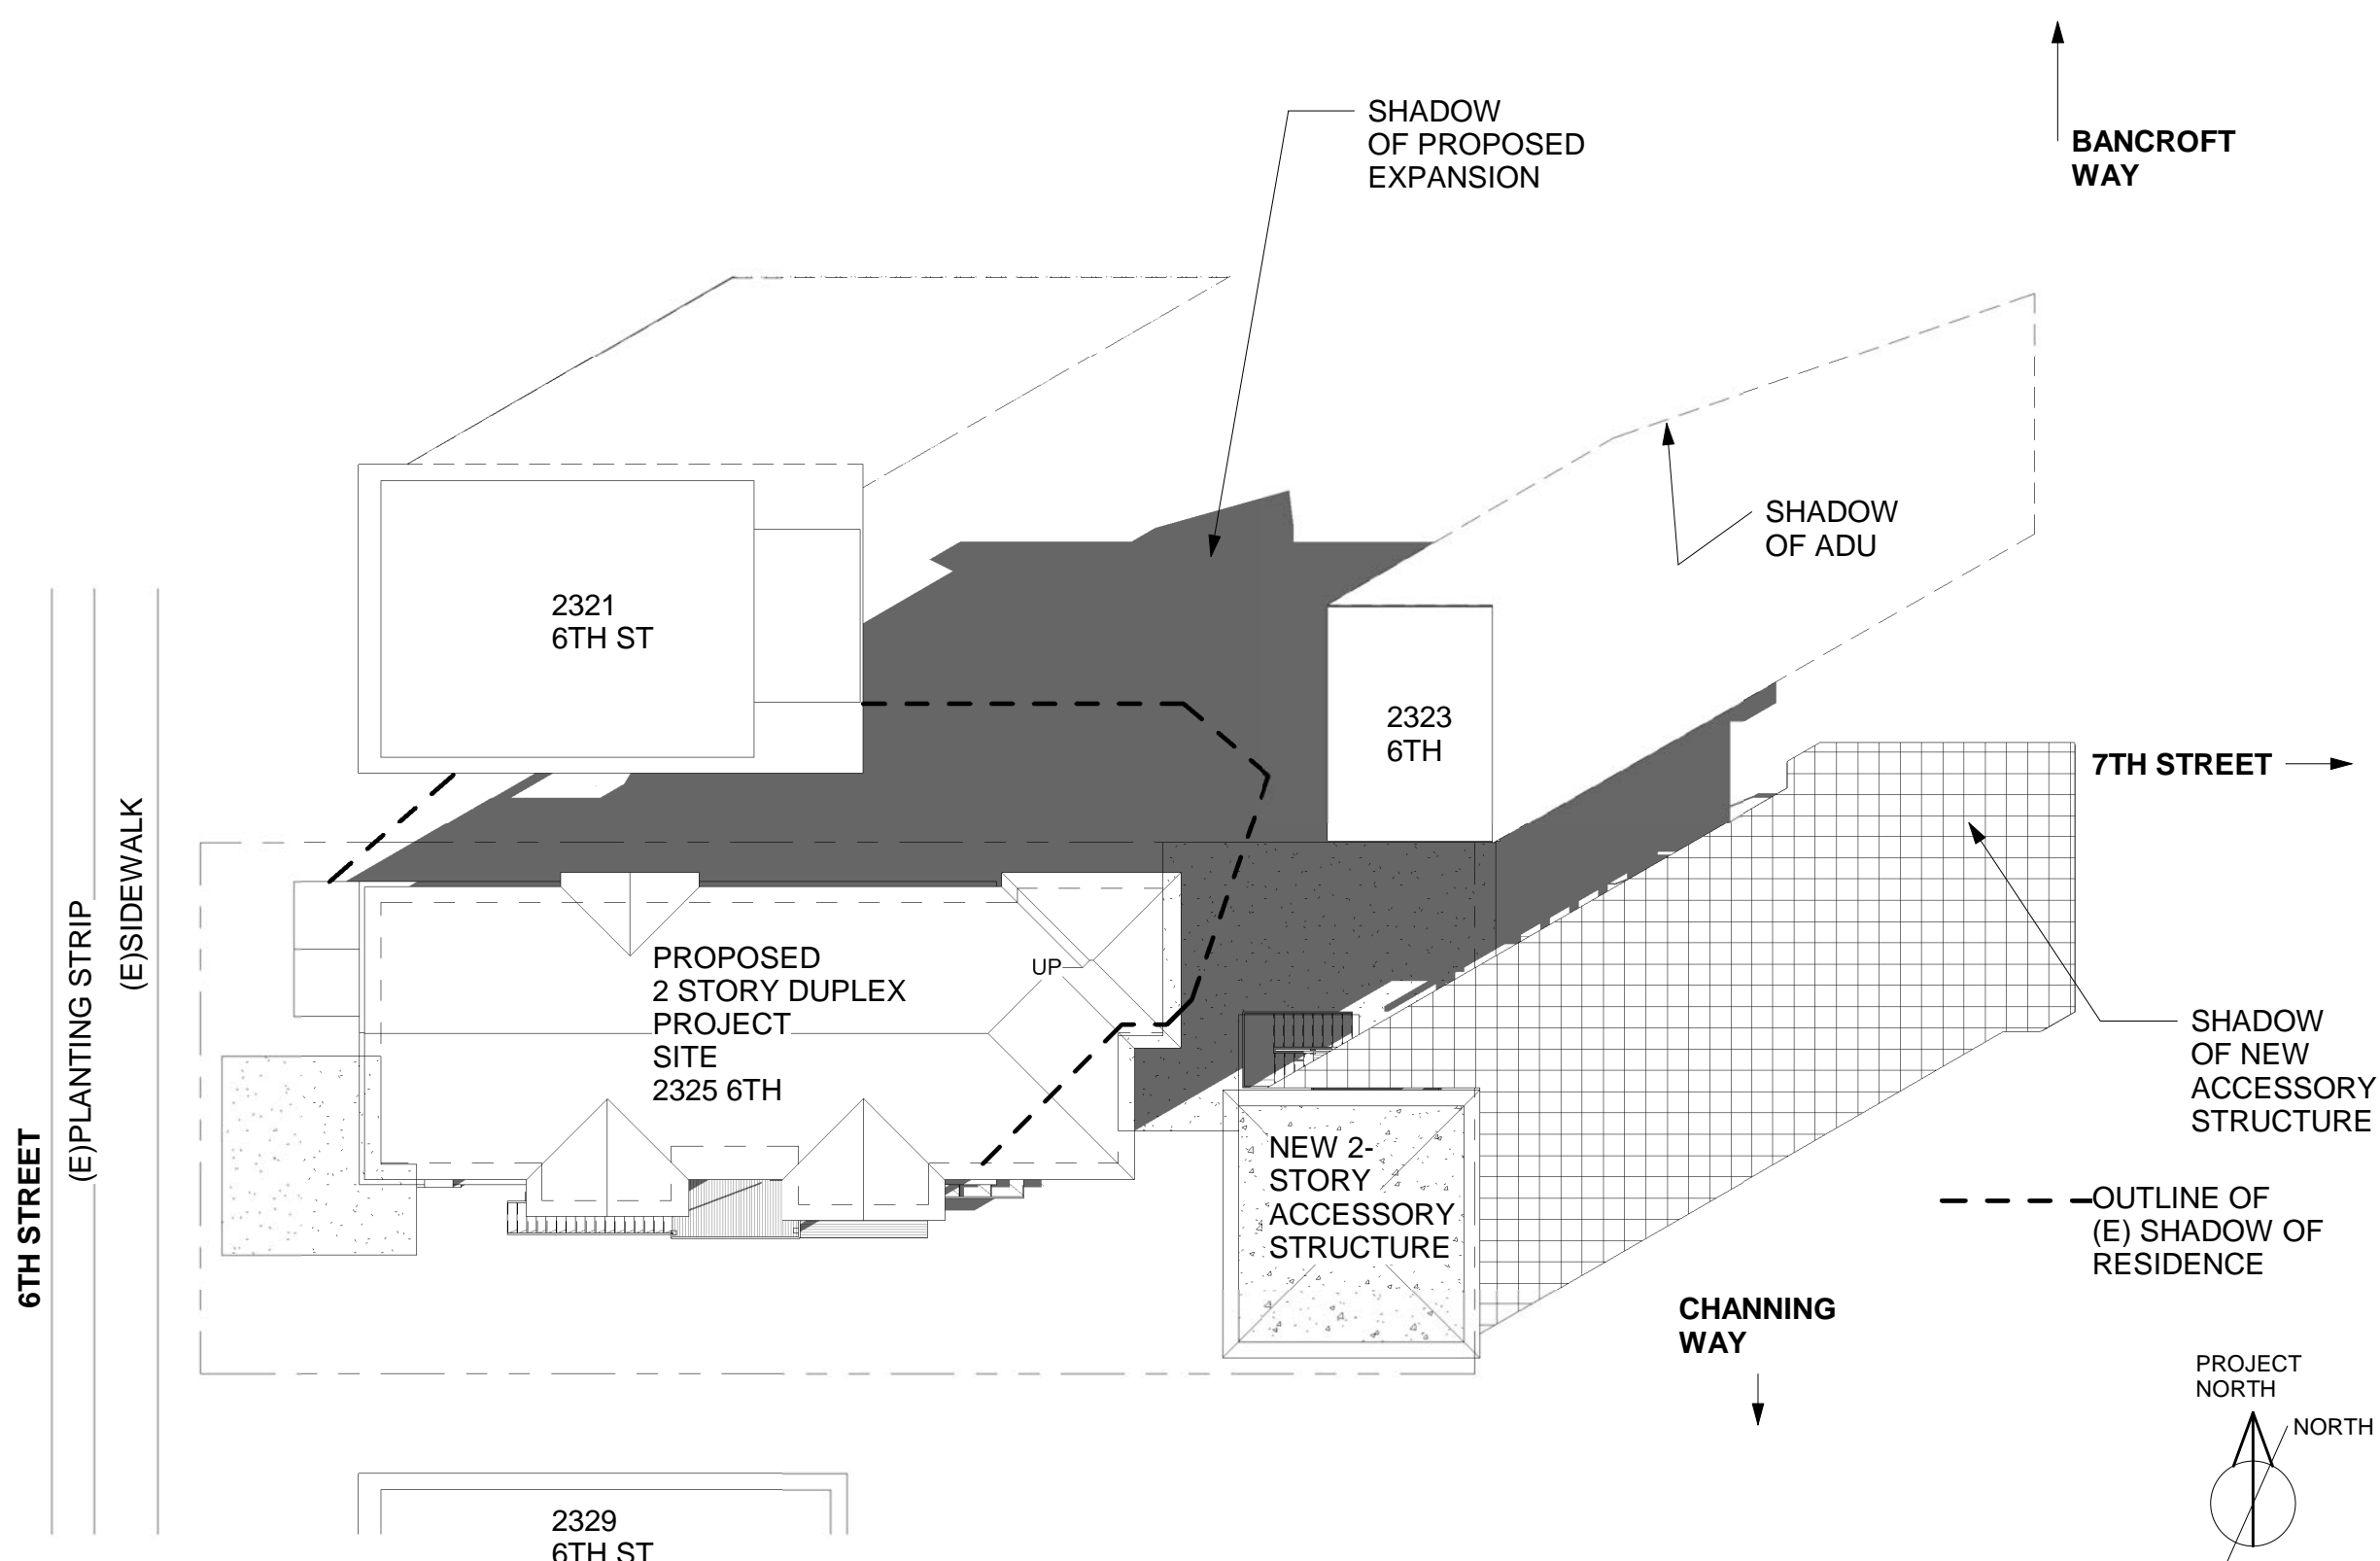 SHADOW
OF PROPOSED
EXPANSION
BANCROFT
WAY
SHADOW
OF ADU
2321
6TH ST
2323
6TH
7TH STREET
(E)SIDEWALK
(E)PLANTING STRIP
6TH STREET
PROPOSED
2 STORY DUPLEX
PROJECT
SITE
2325 6TH
UP
SHADOW
OF NEW
ACCESSORY
STRUCTURE
NEW 2-
STORY
ACCESSORY
STRUCTURE
OUTLINE OF
(E) SHADOW OF
RESIDENCE
CHANNING
WAY
PROJECT
NORTH
NORTH
2329
6TH ST